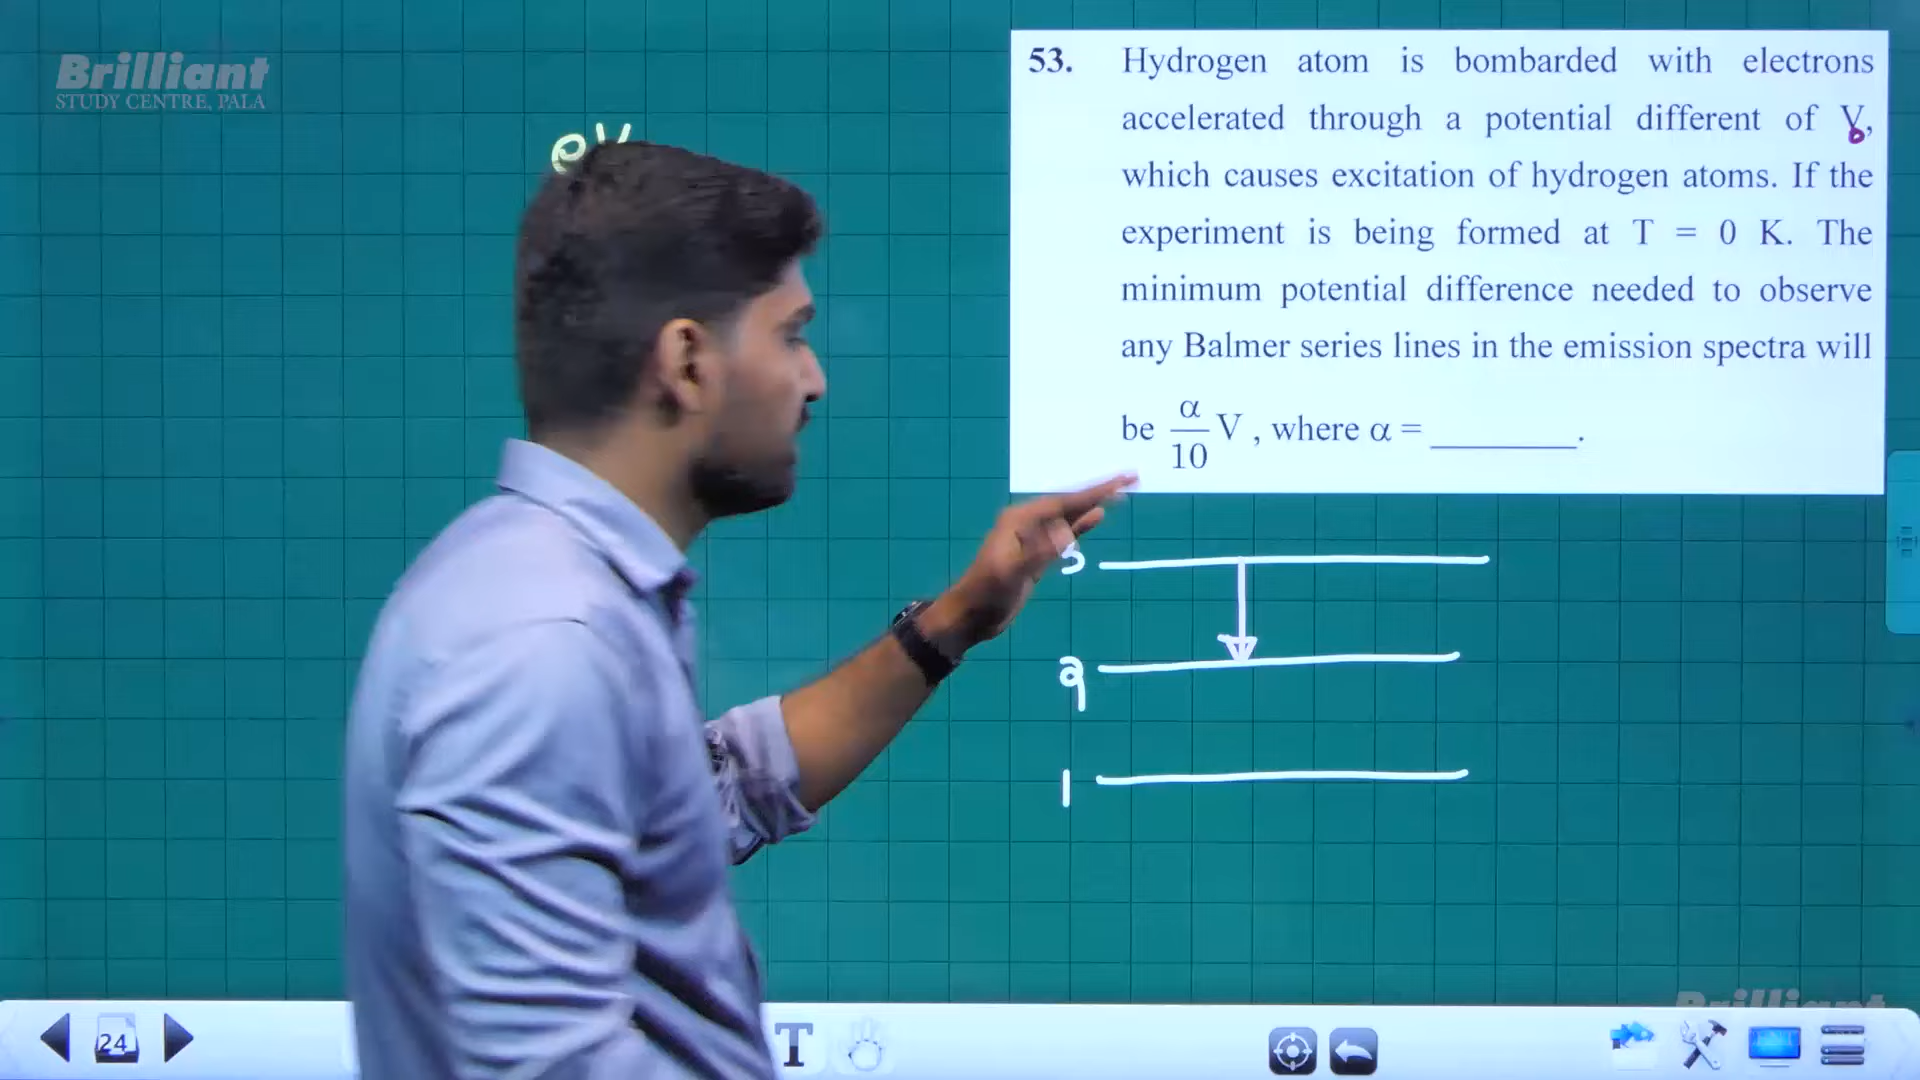 Brilliant
STUDY CENTRE, PALA
eV
53. Hydrogen atom is bombarded with electrons
accelerated through a potential different of V₀,
which causes excitation of hydrogen atoms. If the
experiment is being formed at T = 0 K. The
minimum potential difference needed to observe
any Balmer series lines in the emission spectra will
be α/10 V , where α = ________.
3
2
1
24
T